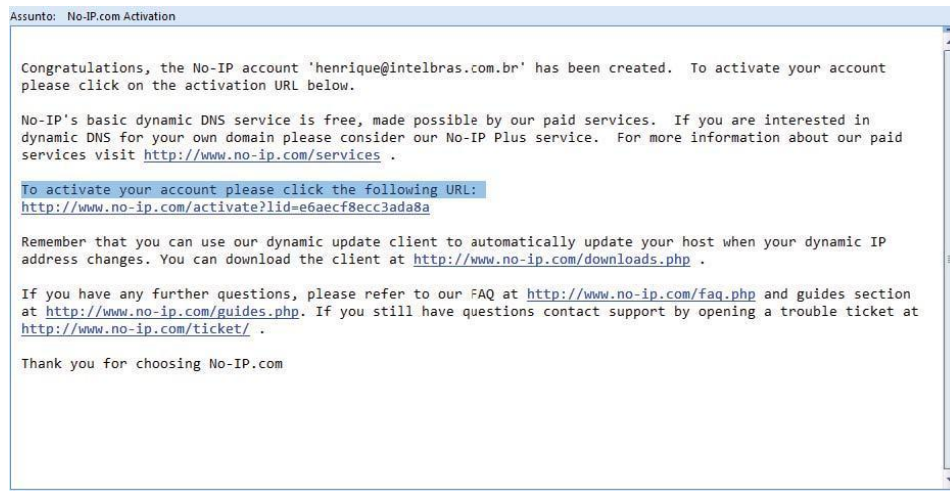 Assunto: No-IP.com Activation
Congratulations, the No-IP account 'henrique@intelbras.com.br' has been created. To activate your account
please click on the activation URL below.
No-IP's basic dynamic DNS service is free, made possible by our paid services. If you are interested in
dynamic DNS for your own domain please consider our No-IP Plus service. For more information about our paid
services visit http://www.no-ip.com/services .
To activate your account please click the following URL:
http://www.no-ip.com/activate?lid=e6aecf8ecc3ada8a
Remember that you can use our dynamic update client to automatically update your host when your dynamic IP
address changes. You can download the client at http://www.no-ip.com/downloads.php .
If you have any further questions, please refer to our FAQ at http://www.no-ip.com/faq.php and guides section
at http://www.no-ip.com/guides.php. If you still have questions contact support by opening a trouble ticket at
http://www.no-ip.com/ticket/ .
Thank you for choosing No-IP.com